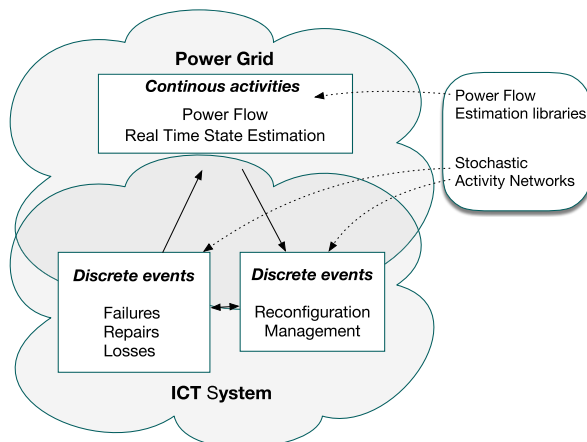 Power Grid
Continous activities
Power Flow
Real Time State Estimation
Power Flow
Estimation libraries
Stochastic
Activity Networks
Discrete events
Failures
Repairs
Losses
Discrete events
Reconfiguration
Management
ICT System